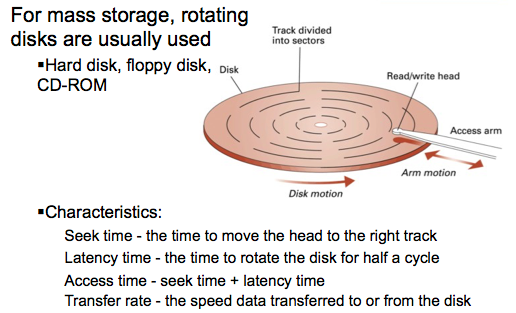 For mass storage, rotating
disks are usually used
▪Hard disk, floppy disk,
CD-ROM
Track divided
into sectors
Disk
Read/write head
Access arm
Arm motion
Disk motion
▪Characteristics:
Seek time - the time to move the head to the right track
Latency time - the time to rotate the disk for half a cycle
Access time - seek time + latency time
Transfer rate - the speed data transferred to or from the disk